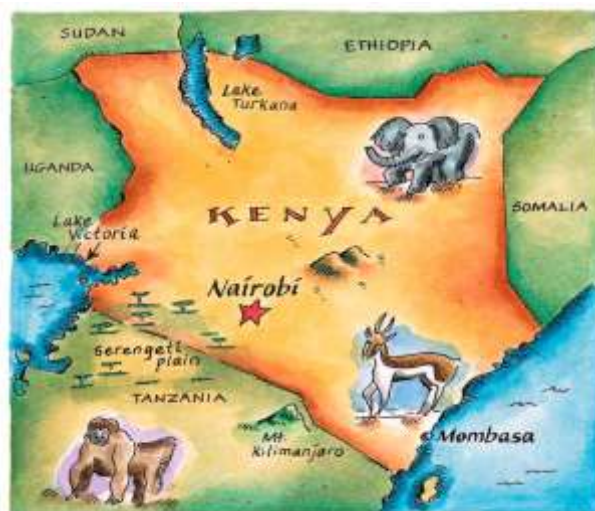 SUDAN
ETHIOPIA
Lake
Turkana
UGANDA
KENYA
SOMALIA
Lake
Victoria
Nairobi
Serengeti
plain
TANZANIA
Mt.
Kilimanjaro
Mombasa